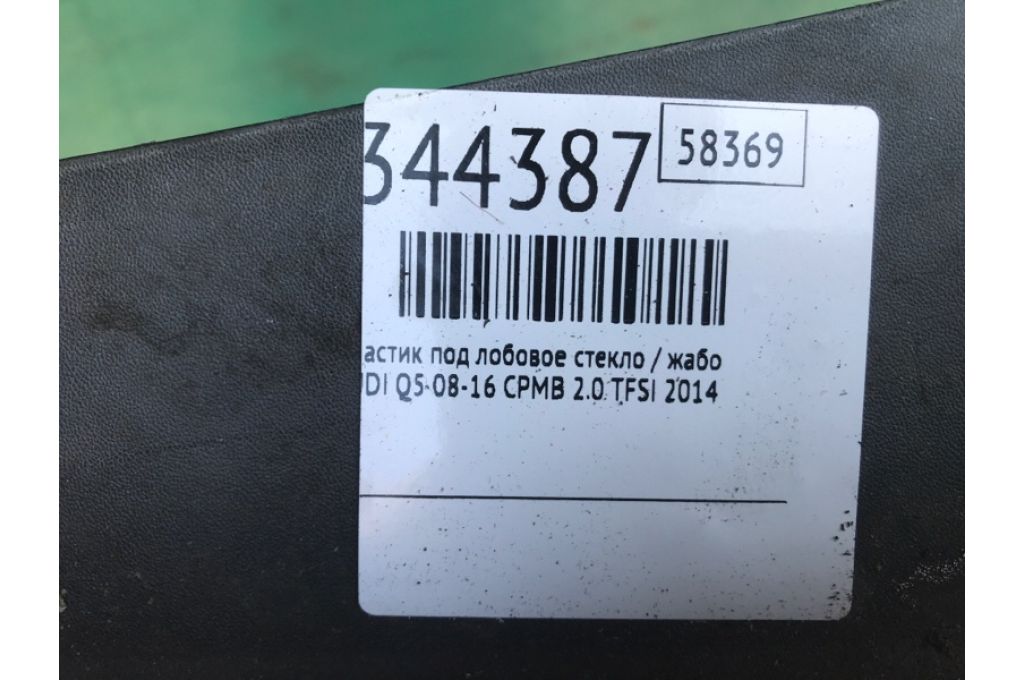 344387
58369
астик под лобовое стекло / жабо
DI Q5 08-16 CPMB 2.0 TFSI 2014